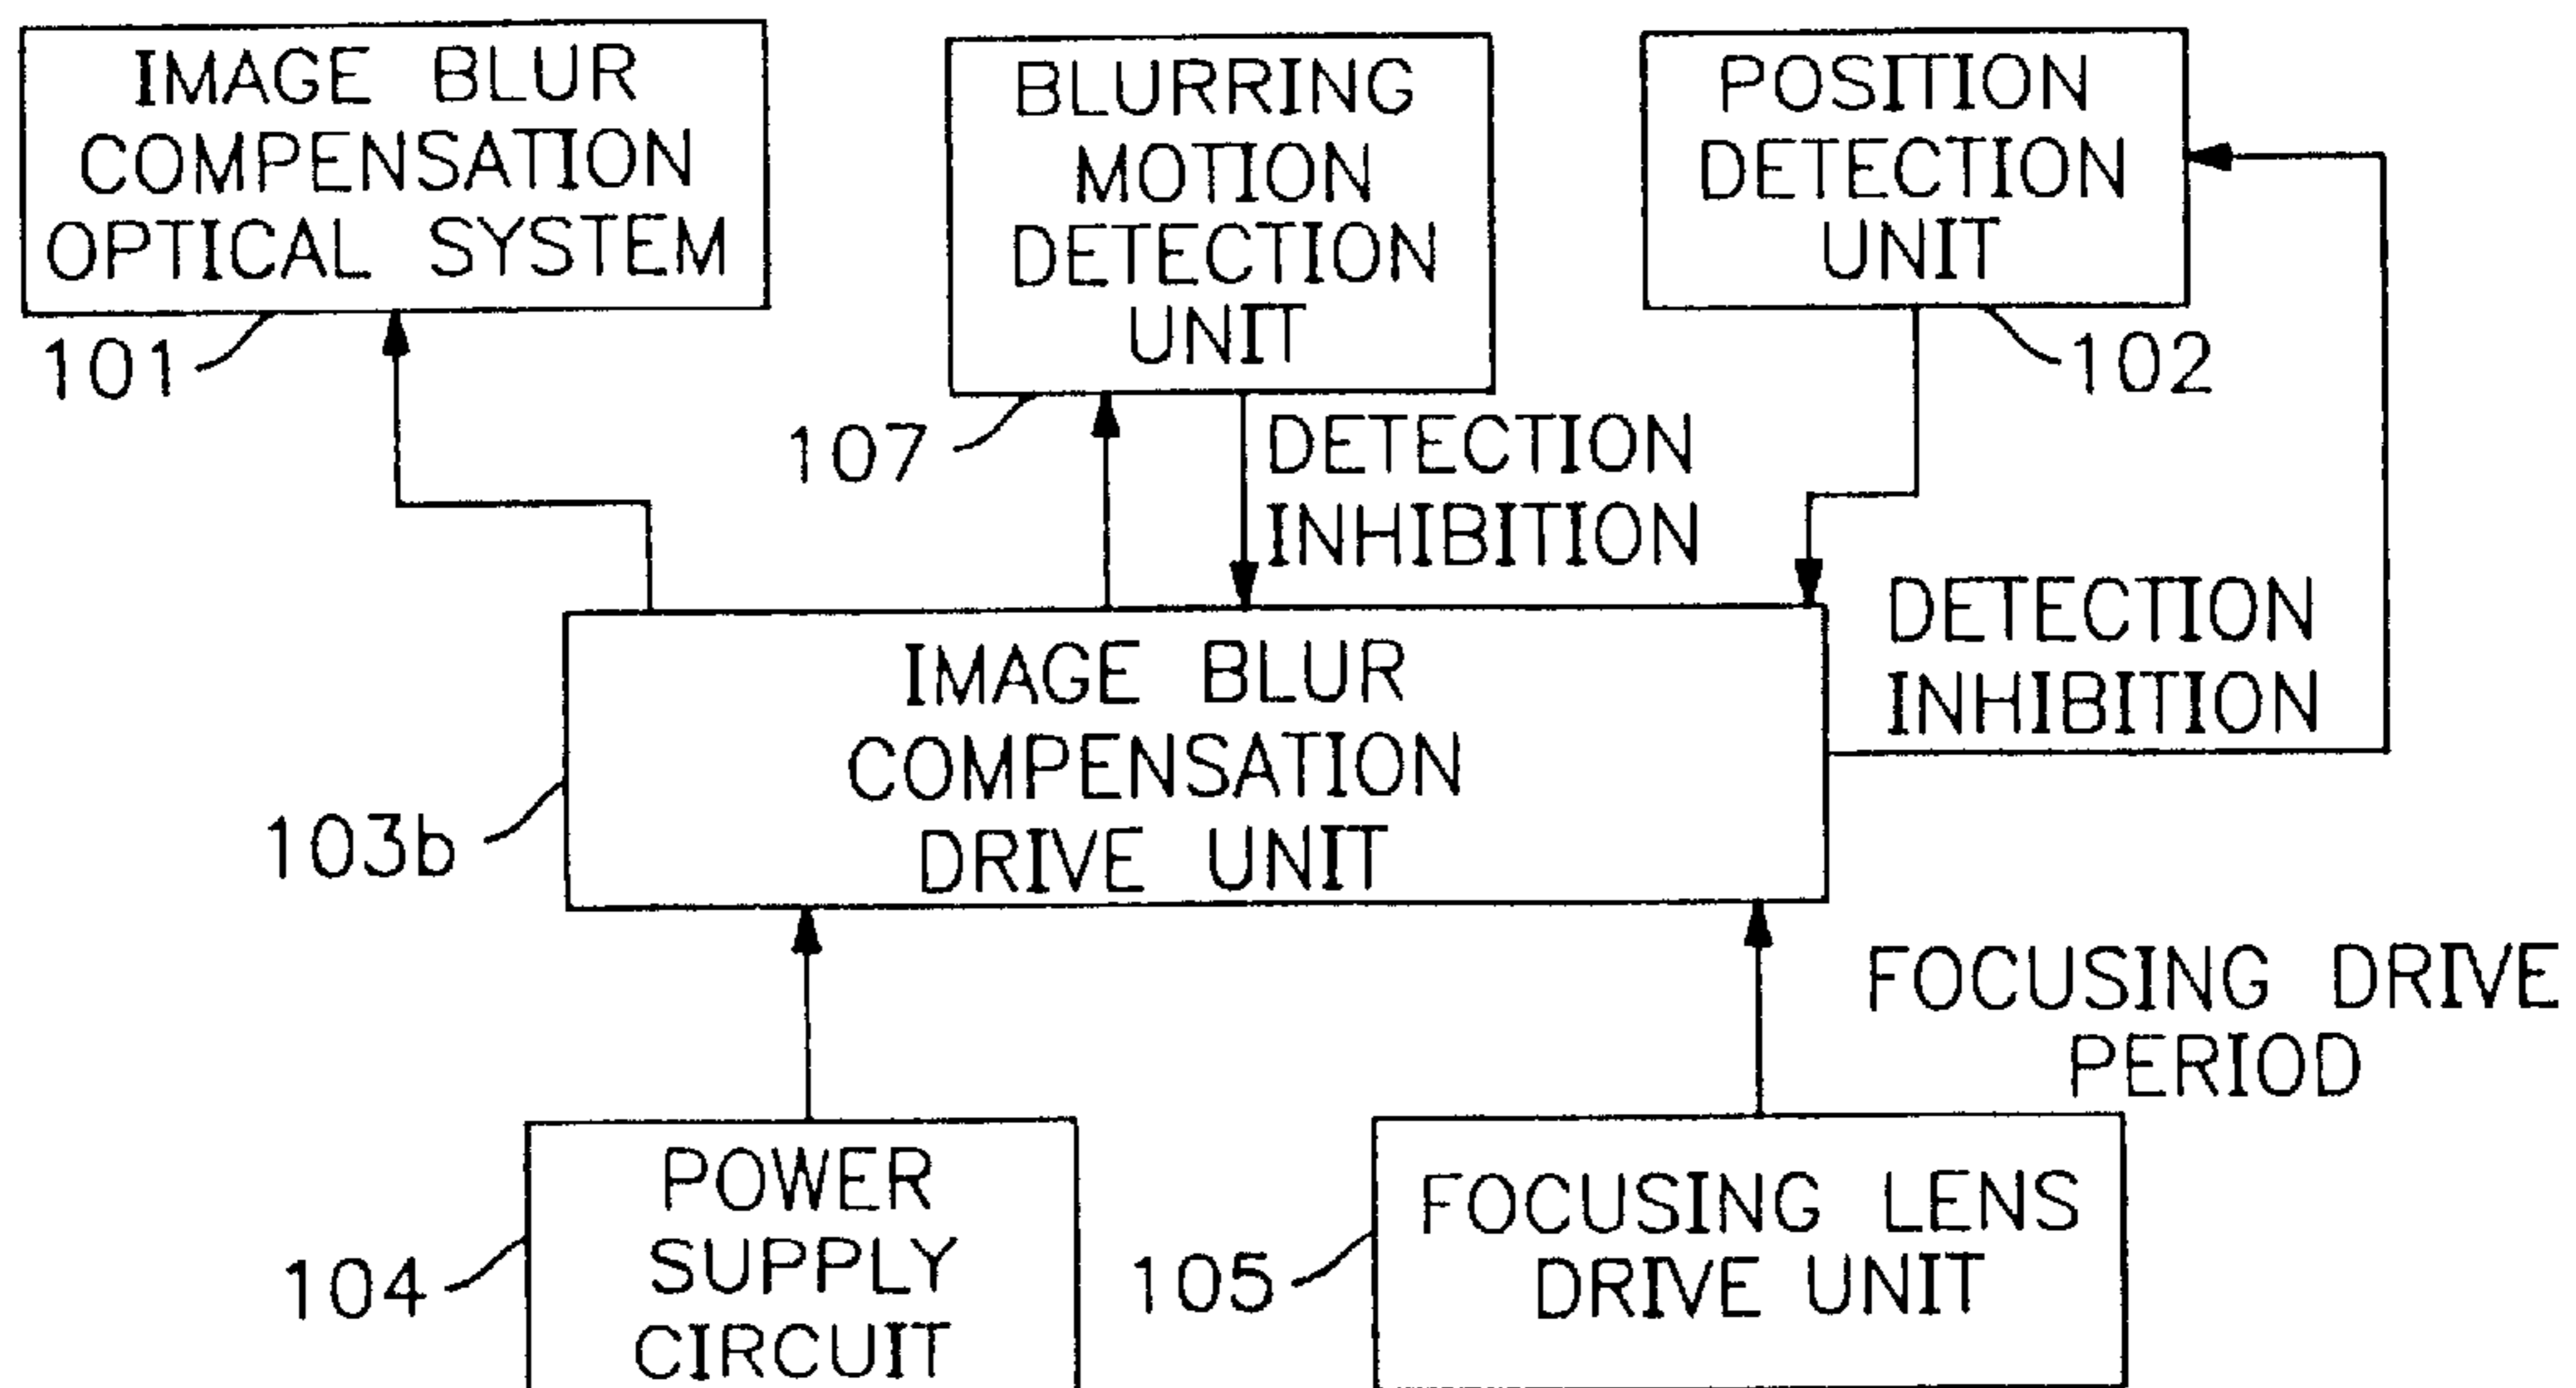 IMAGE BLUR
COMPENSATION
OPTICAL SYSTEM
101
BLURRING
MOTION
DETECTION
UNIT
107
POSITION
DETECTION
UNIT
102
DETECTION
INHIBITION
DETECTION
INHIBITION
IMAGE BLUR
COMPENSATION
DRIVE UNIT
103b
FOCUSING DRIVE
PERIOD
POWER
SUPPLY
CIRCUIT
104
FOCUSING LENS
DRIVE UNIT
105